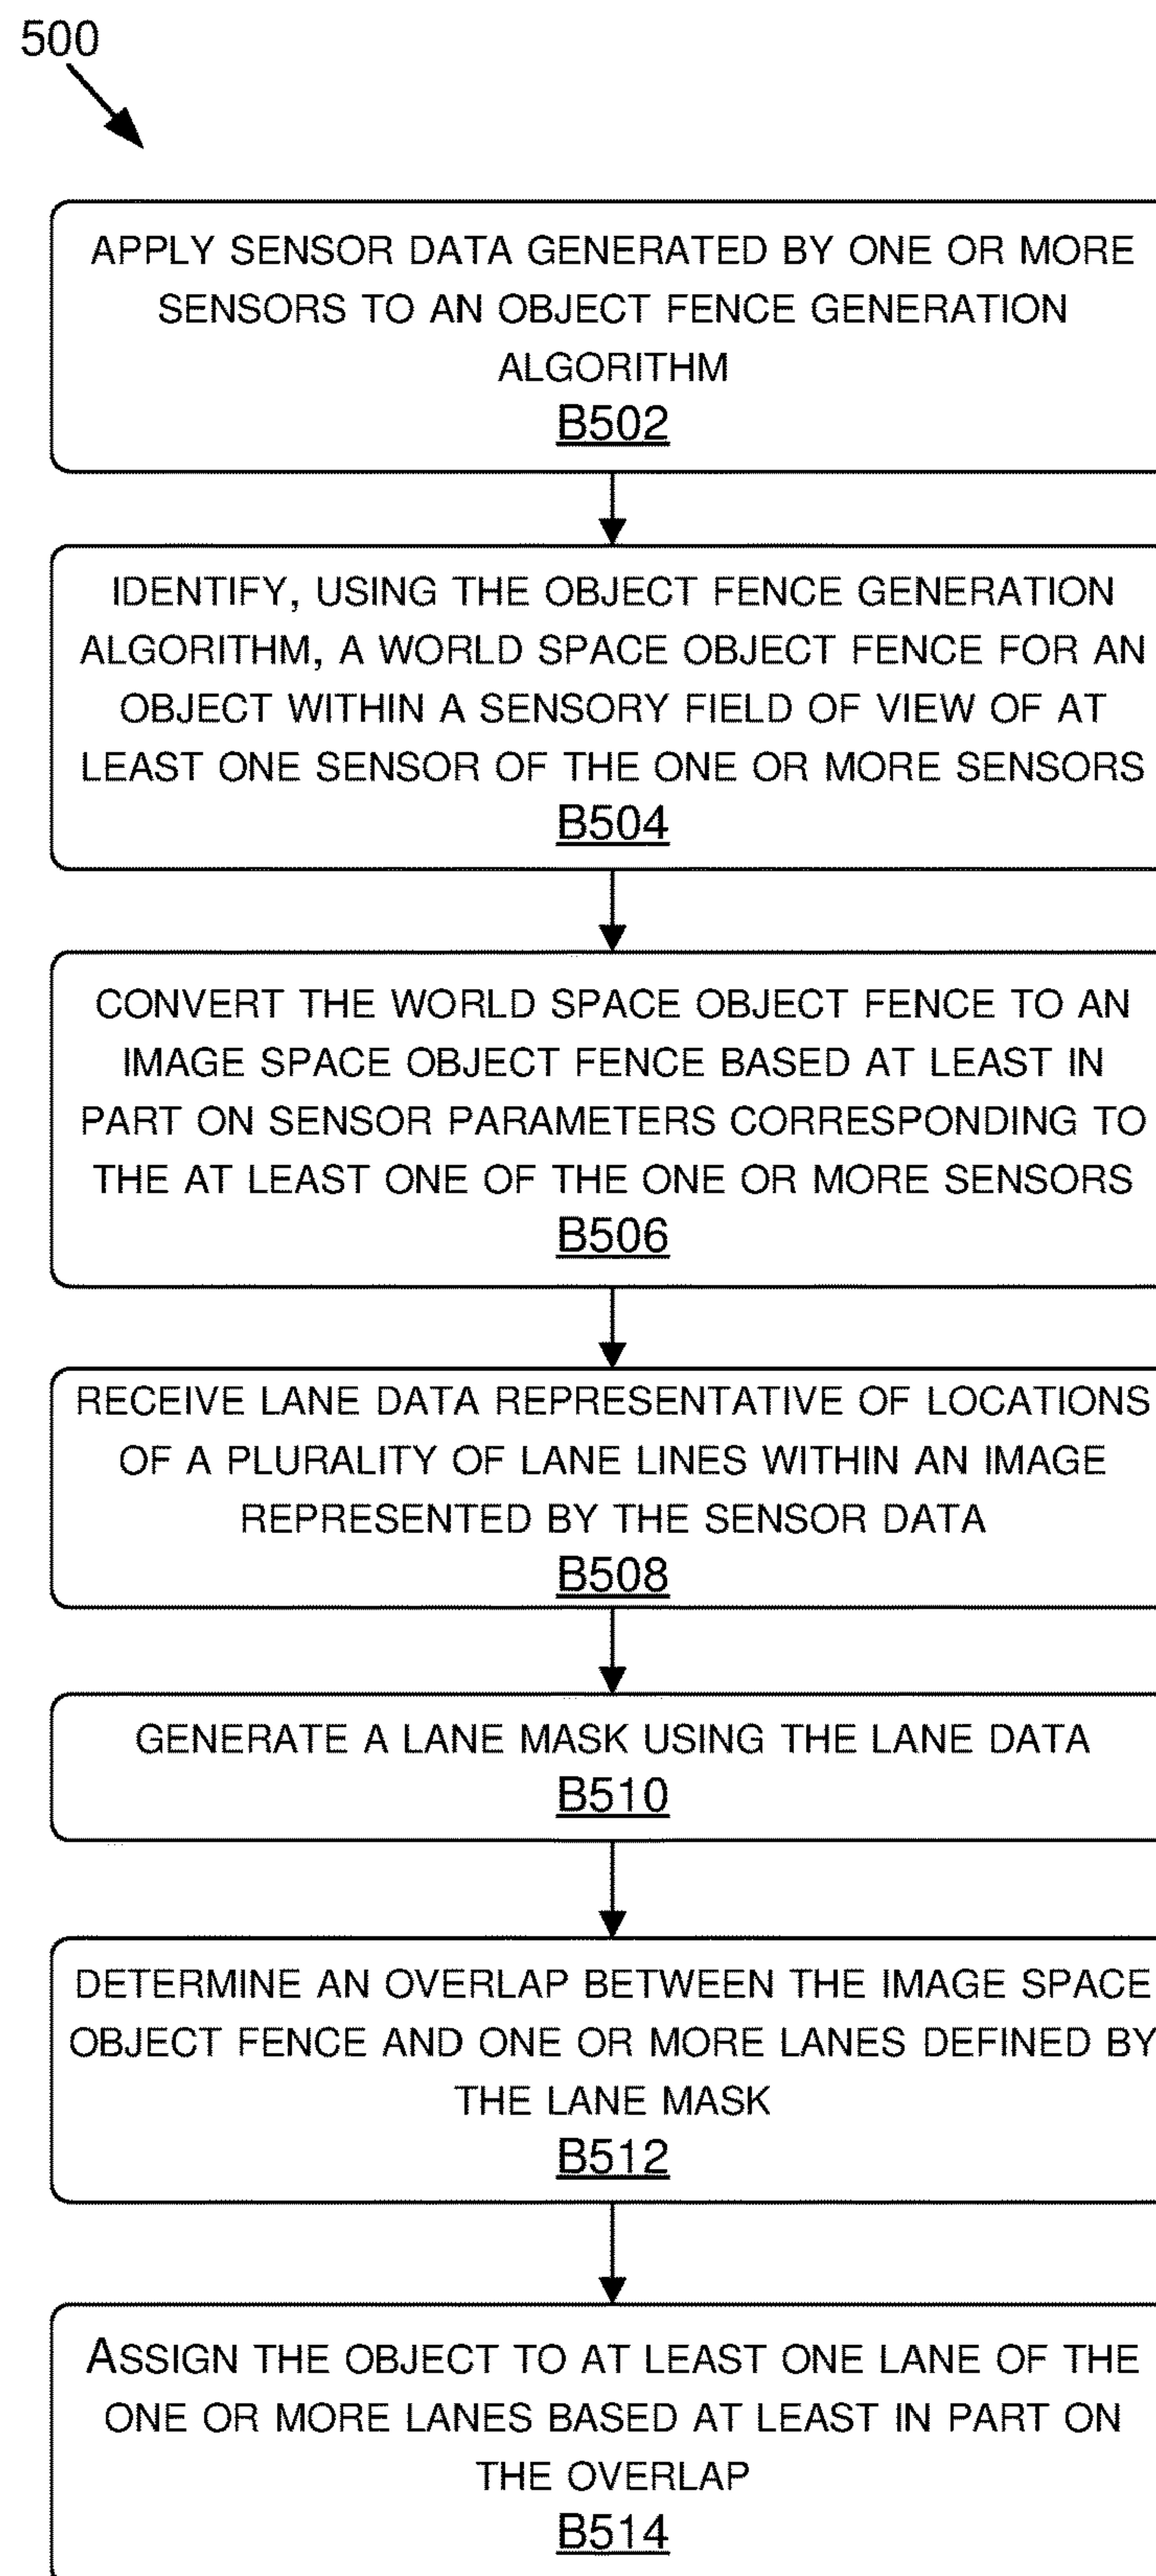 500
APPLY SENSOR DATA GENERATED BY ONE OR MORE
SENSORS TO AN OBJECT FENCE GENERATION
ALGORITHM
B502
IDENTIFY, USING THE OBJECT FENCE GENERATION
ALGORITHM, A WORLD SPACE OBJECT FENCE FOR AN
OBJECT WITHIN A SENSORY FIELD OF VIEW OF AT
LEAST ONE SENSOR OF THE ONE OR MORE SENSORS
B504
CONVERT THE WORLD SPACE OBJECT FENCE TO AN
IMAGE SPACE OBJECT FENCE BASED AT LEAST IN
PART ON SENSOR PARAMETERS CORRESPONDING TO
THE AT LEAST ONE OF THE ONE OR MORE SENSORS
B506
RECEIVE LANE DATA REPRESENTATIVE OF LOCATIONS
OF A PLURALITY OF LANE LINES WITHIN AN IMAGE
REPRESENTED BY THE SENSOR DATA
B508
GENERATE A LANE MASK USING THE LANE DATA
B510
DETERMINE AN OVERLAP BETWEEN THE IMAGE SPACE
OBJECT FENCE AND ONE OR MORE LANES DEFINED BY
THE LANE MASK
B512
ASSIGN THE OBJECT TO AT LEAST ONE LANE OF THE
ONE OR MORE LANES BASED AT LEAST IN PART ON
THE OVERLAP
B514